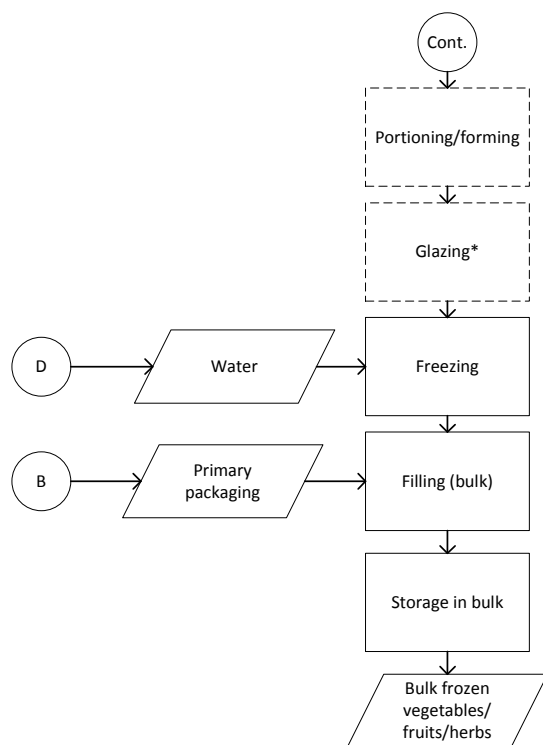 Cont.
Portioning/forming
Glazing*
D
Water
Freezing
B
Primary
packaging
Filling (bulk)
Storage in bulk
Bulk frozen
vegetables/
fruits/herbs